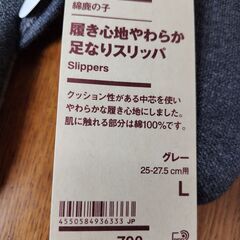 綿鹿の子
履き心地やわらか
足なりスリッパ
Slippers
クッション性がある中芯を使い
やわらかな履き心地にしました。
肌に触れる部分は綿100%です。
グレー
25-27.5 cm用
L
4550584936333 JP